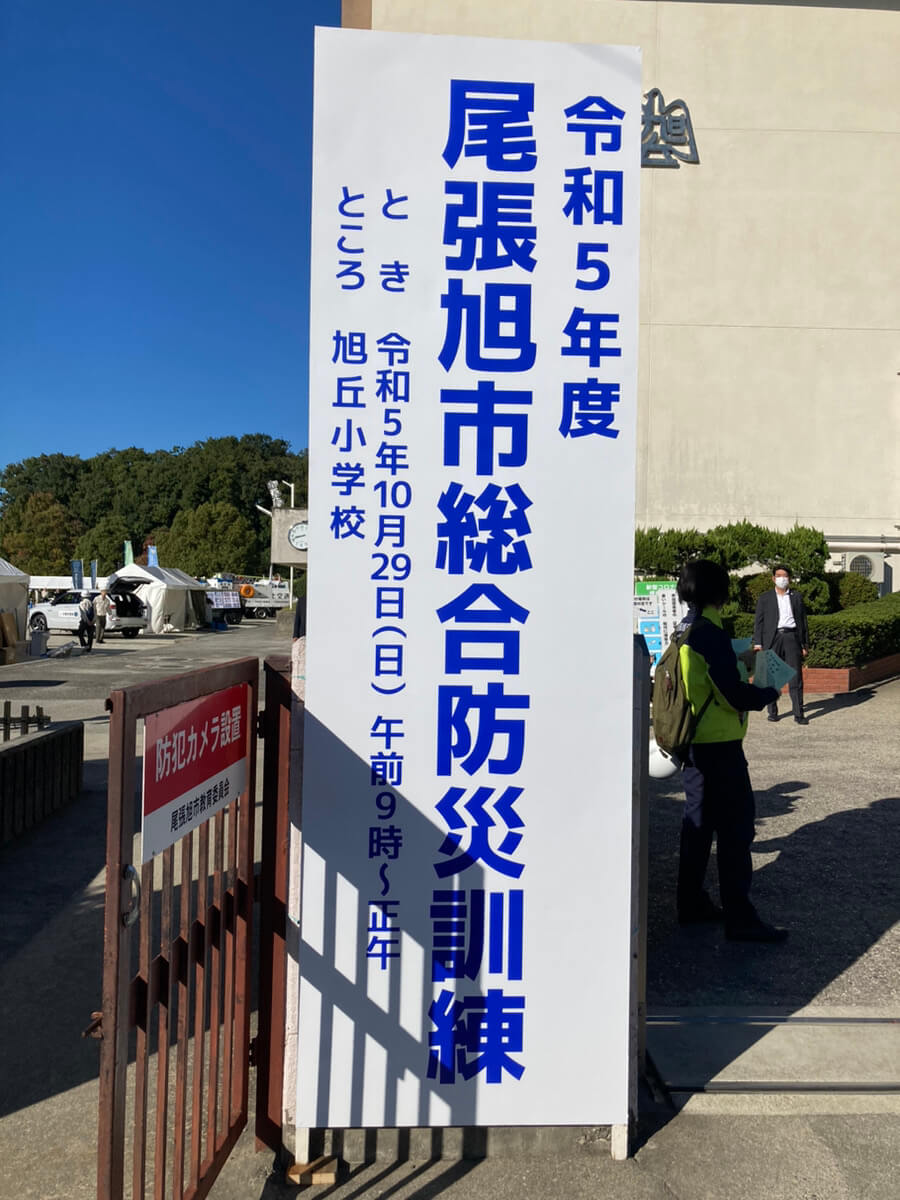 令和5年度
尾張旭市総合防災訓練
とき 令和5年10月29日(日) 午前9時〜正午
ところ 旭丘小学校
防犯カメラ設置
尾張旭市教育委員会